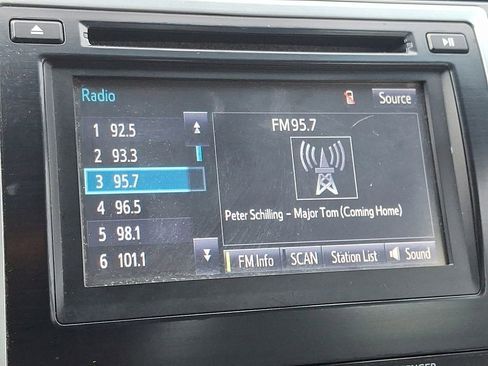 Radio
Source
1 92.5
2 93.3
3 95.7
4 96.5
5 98.1
6 101.1
FM 95.7
Peter Schilling – Major Tom (Coming Home)
FM Info
SCAN
Station List
Sound